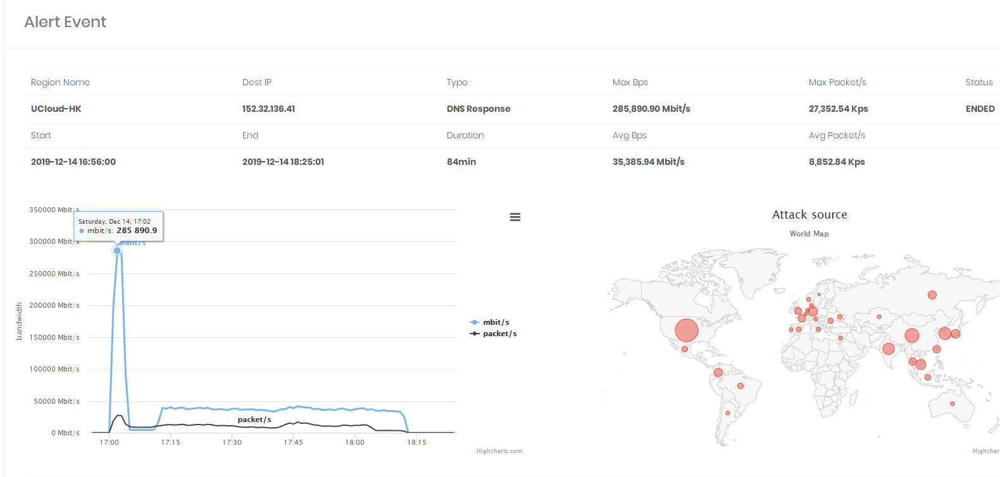 Alert Event
Region Name Dest IP Type Max Bps Max Packet/s Status
UCloud-HK 152.32.136.41 DNS Response 285,890.90 Mbit/s 27,352.54 Kps ENDED
Start End Duration Avg Bps Avg Packet/s
2019-12-14 16:56:00 2019-12-14 18:25:01 84min 35,385.94 Mbit/s 8,852.84 Kps
350000 Mbit/s
Saturday, Dec 14, 17:02
mbit/s: 285 890.9
300000 Mbit/s
mbit/s
250000 Mbit/s
200000 Mbit/s
150000 Mbit/s
100000 Mbit/s
50000 Mbit/s
0 Mbit/s
bandwidth
packet/s
17:00 17:15 17:30 17:45 18:00 18:15
mbit/s
packet/s
Highcharts.com
Attack source
World Map
Highchar